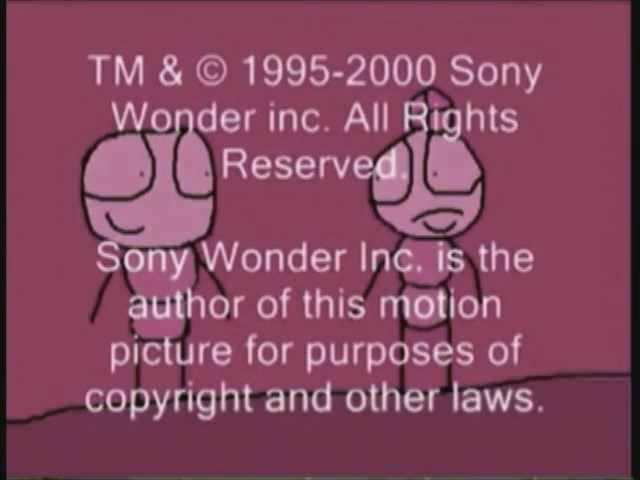 TM & © 1995-2000 Sony
Wonder inc. All Rights
Reserved.
Sony Wonder Inc. is the
author of this motion
picture for purposes of
copyright and other laws.